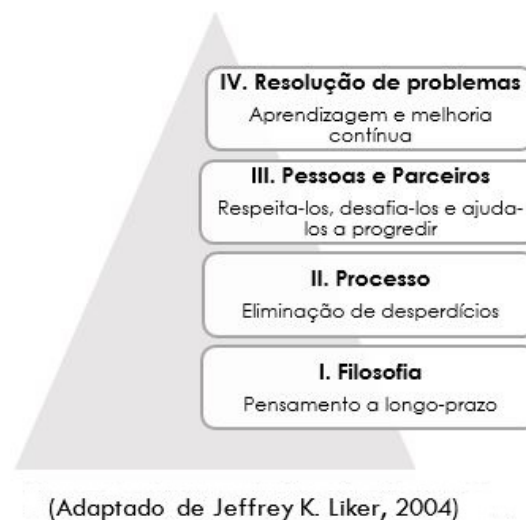 IV. Resolução de problemas
Aprendizagem e melhoria
contínua
III. Pessoas e Parceiros
Respeita-los, desafia-los e ajuda-
los a progredir
II. Processo
Eliminação de desperdícios
I. Filosofia
Pensamento a longo-prazo
(Adaptado de Jeffrey K. Liker, 2004)